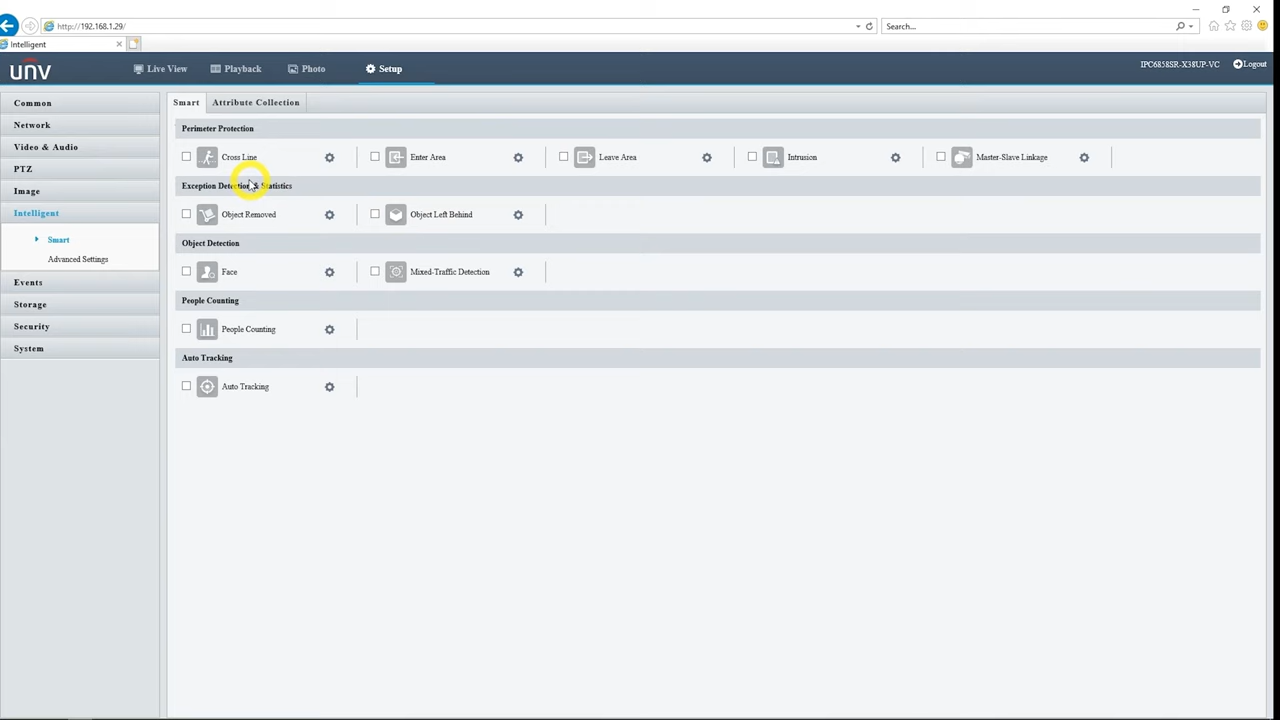 http://192.168.1.29/
Search...
Intelligent
unv
Live View
Playback
Photo
Setup
IPC6858SR-X38UP-VC
Logout
Common
Network
Video & Audio
PTZ
Image
Intelligent
Smart
Advanced Settings
Events
Storage
Security
System
Smart
Attribute Collection
Perimeter Protection
Cross Line
Enter Area
Leave Area
Intrusion
Master-Slave Linkage
Exception Detection & Statistics
Object Removed
Object Left Behind
Object Detection
Face
Mixed-Traffic Detection
People Counting
People Counting
Auto Tracking
Auto Tracking